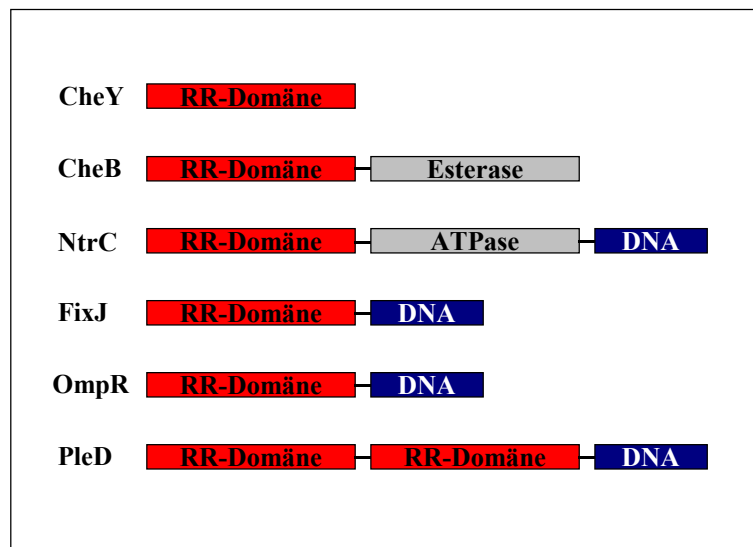 CheY RR-Domäne
CheB RR-Domäne Esterase
NtrC RR-Domäne ATPase DNA
FixJ RR-Domäne DNA
OmpR RR-Domäne DNA
PleD RR-Domäne RR-Domäne DNA